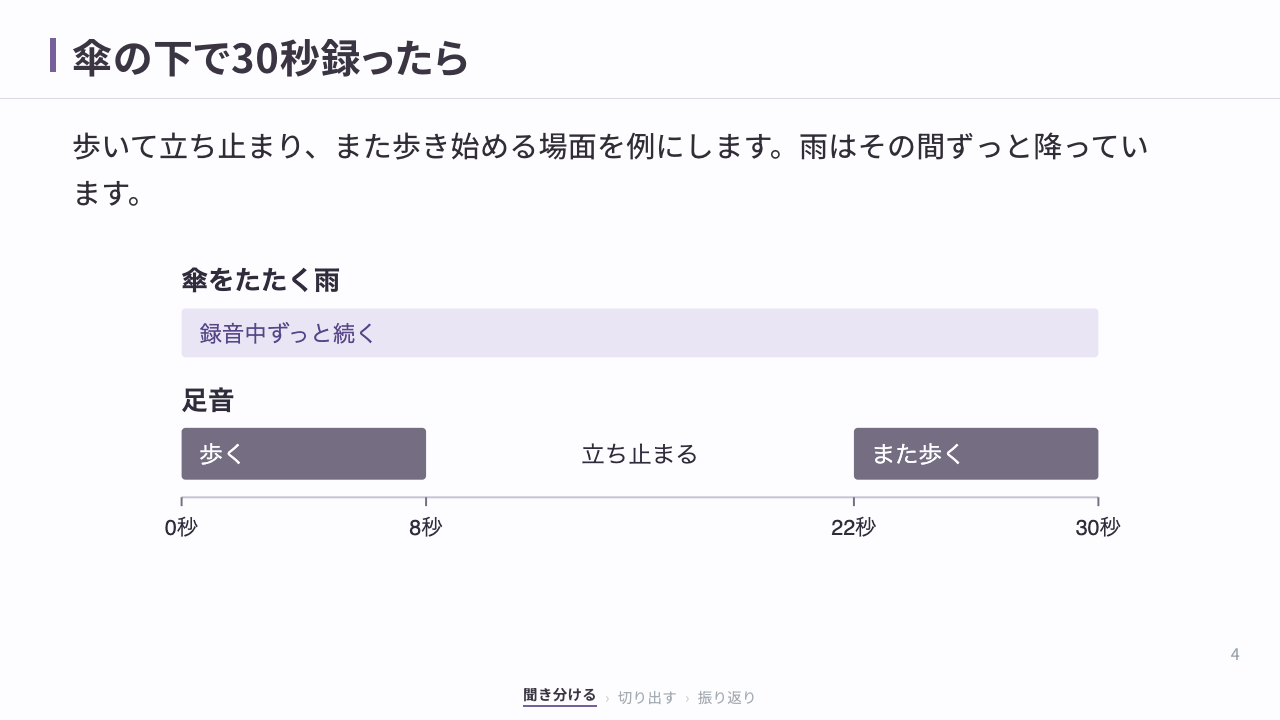 傘の下で30秒録ったら
歩いて立ち止まり、また歩き始める場面を例にします。雨はその間ずっと降ってい
ます。
傘をたたく雨
録音中ずっと続く
足音
歩く
立ち止まる
また歩く
0秒
8秒
22秒
30秒
4
聞き分ける › 切り出す › 振り返り